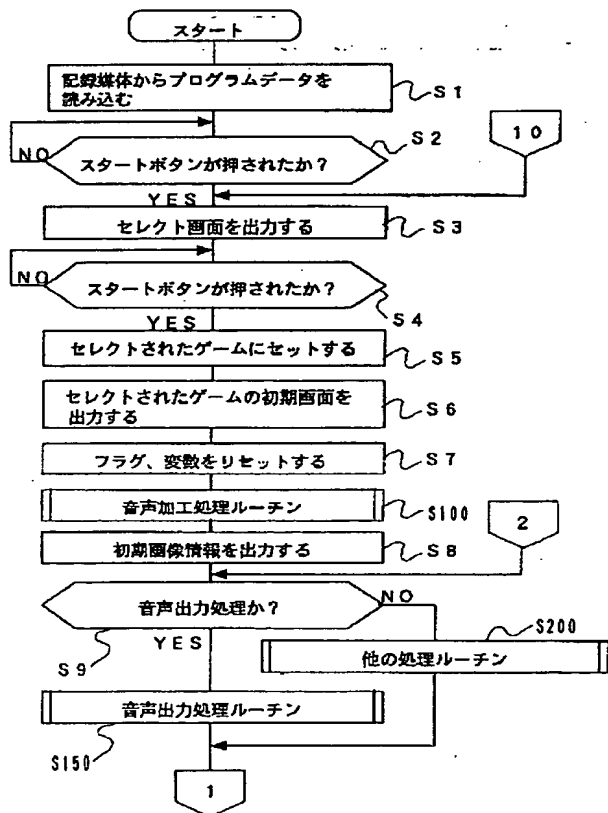 スタート
記録媒体からプログラムデータを
読み込む
S1
S2
10
NO
スタートボタンが押されたか?
YES
セレクト画面を出力する
S3
NO
スタートボタンが押されたか?
S4
YES
セレクトされたゲームにセットする
S5
セレクトされたゲームの初期画面を
出力する
S6
フラグ、変数をリセットする
S7
音声加工処理ルーチン
S100
2
初期画像情報を出力する
S8
音声出力処理か?
NO
S9
YES
S200
他の処理ルーチン
音声出力処理ルーチン
S150
1